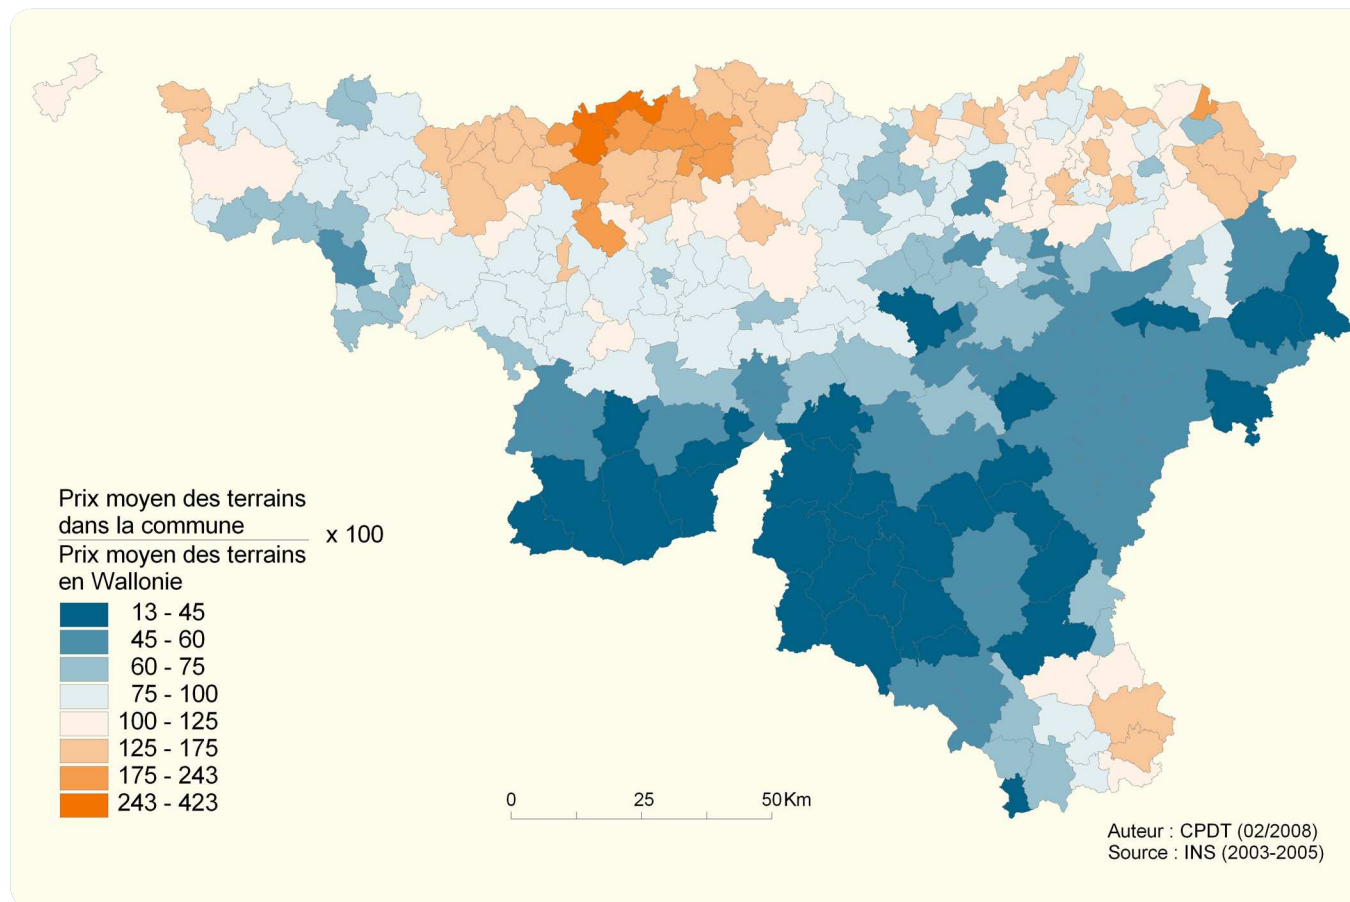 Prix moyen des terrains
dans la commune
x 100
Prix moyen des terrains
en Wallonie
13 - 45
45 - 60
60 - 75
75 - 100
100 - 125
125 - 175
175 - 243
243 - 423
0 25 50Km
Auteur : CPDT (02/2008)
Source : INS (2003-2005)